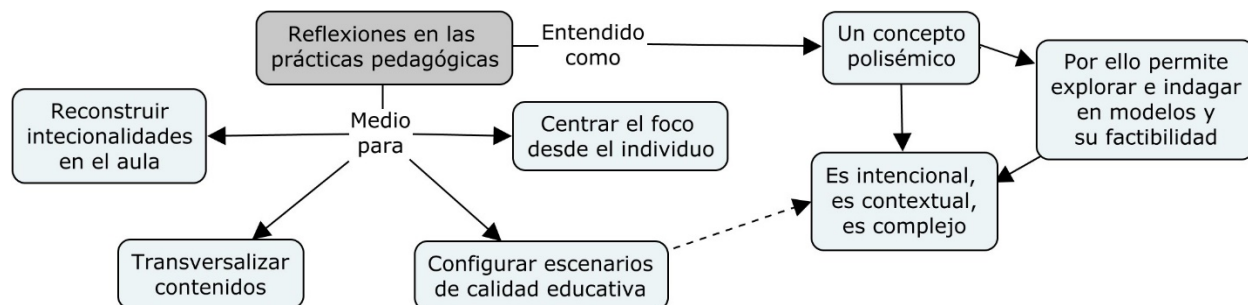 Reflexiones en las
prácticas pedagógicas
Entendido
como
Un concepto
polisémico
Por ello permite
explorar e indagar
en modelos y
su factibilidad
Reconstruir
intecionalidades
en el aula
Medio
para
Centrar el foco
desde el individuo
Es intencional,
es contextual,
es complejo
Transversalizar
contenidos
Configurar escenarios
de calidad educativa